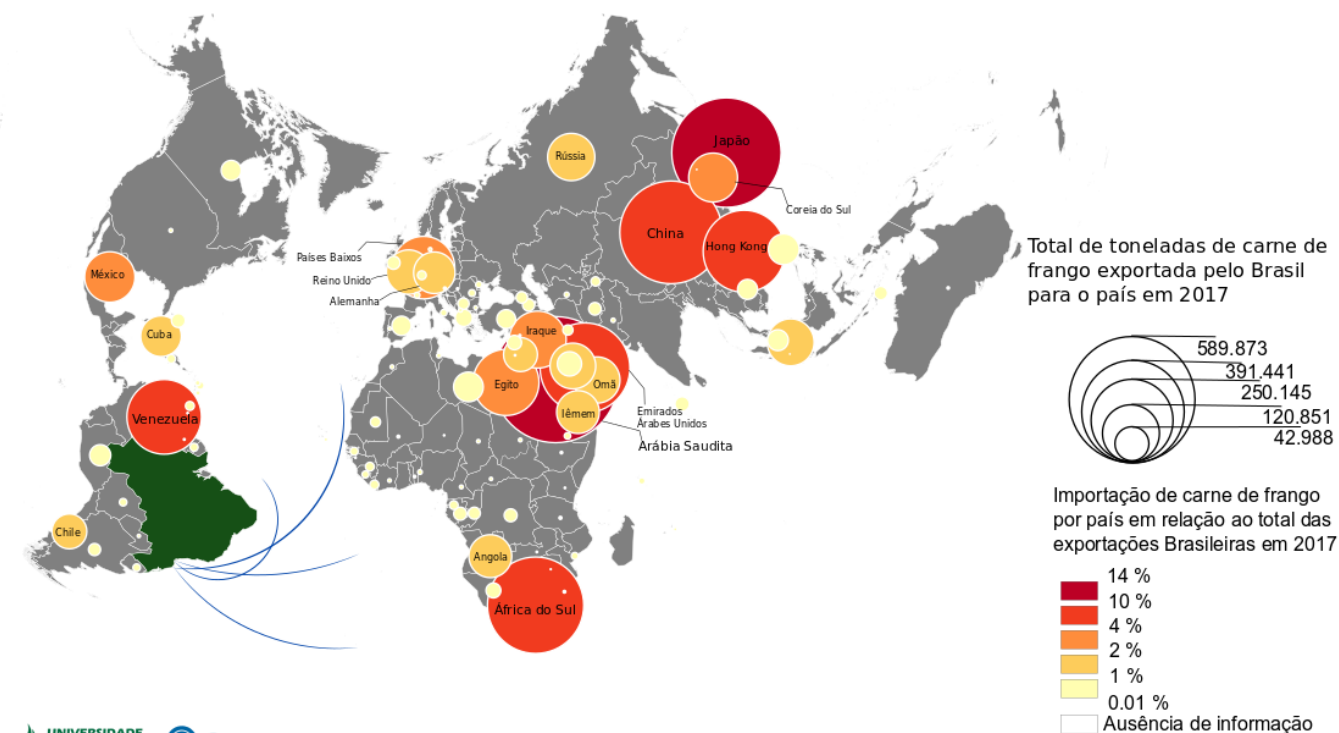 Japão
Rússia
Coreia do Sul
China
Hong Kong
Países Baixos
Reino Unido
Alemanha
México
Cuba
Iraque
Egito
Omã
Iêmem
Emirados
Árabes Unidos
Arábia Saudita
Venezuela
Chile
Angola
África do Sul
Total de toneladas de carne de
frango exportada pelo Brasil
para o país em 2017
589.873
391.441
250.145
120.851
42.988
Importação de carne de frango
por país em relação ao total das
exportações Brasileiras em 2017
14 %
10 %
4 %
2 %
1 %
0.01 %
Ausência de informação
UNIVERSIDADE